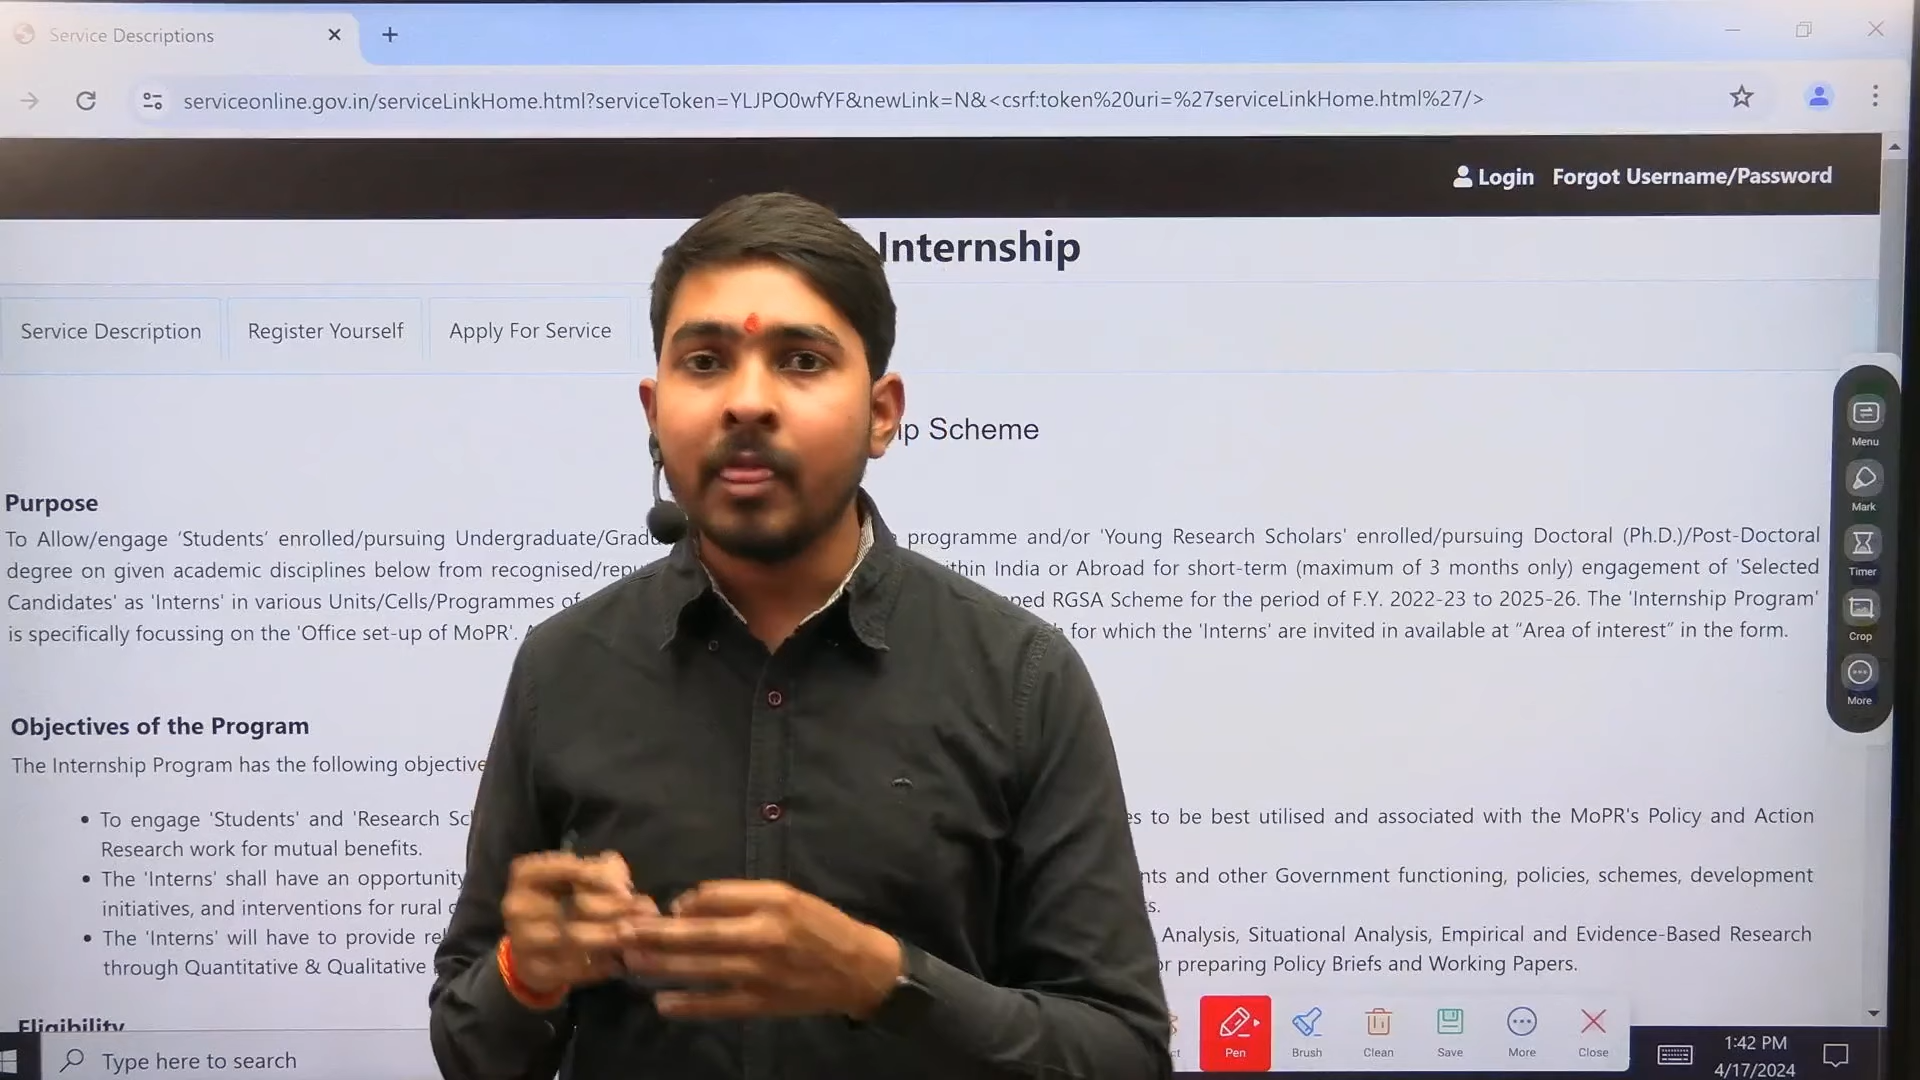 Service Descriptions
serviceonline.gov.in/serviceLinkHome.html?serviceToken=YLJPO0wfYF&newLink=N&<csrf:token%20uri=%27serviceLinkHome.html%27/>
Login Forgot Username/Password
Internship
Service Description Register Yourself Apply For Service
Scheme
Purpose
To Allow/engage ‘Students’ enrolled/pursuing programme and/or 'Young Research Scholars' enrolled/pursuing Doctoral (Ph.D.)/Post-Doctoral
degree on given academic disciplines below from India or Abroad for short-term (maximum of 3 months only) engagement of 'Selected
Candidates' as 'Interns' in various Units/Cells/Programmes of RGSA Scheme for the period of F.Y. 2022-23 to 2025-26. The 'Internship Program'
is specifically focussing on the 'Office set-up of MoPR'. for which the 'Interns' are invited in available at “Area of interest” in the form.
Objectives of the Program
The Internship Program has the following
• To engage 'Students' and 'Research to be best utilised and associated with the MoPR's Policy and Action
Research work for mutual benefits.
• The 'Interns' shall have an opportunity and other Government functioning, policies, schemes, development
initiatives, and interventions for rural
• The 'Interns' will have to provide Analysis, Situational Analysis, Empirical and Evidence-Based Research
through Quantitative & Qualitative preparing Policy Briefs and Working Papers.
Eligibility
Menu
Mark
Timer
Crop
More
Pen Brush Clean Save More Close
Type here to search
1:42 PM
4/17/2024